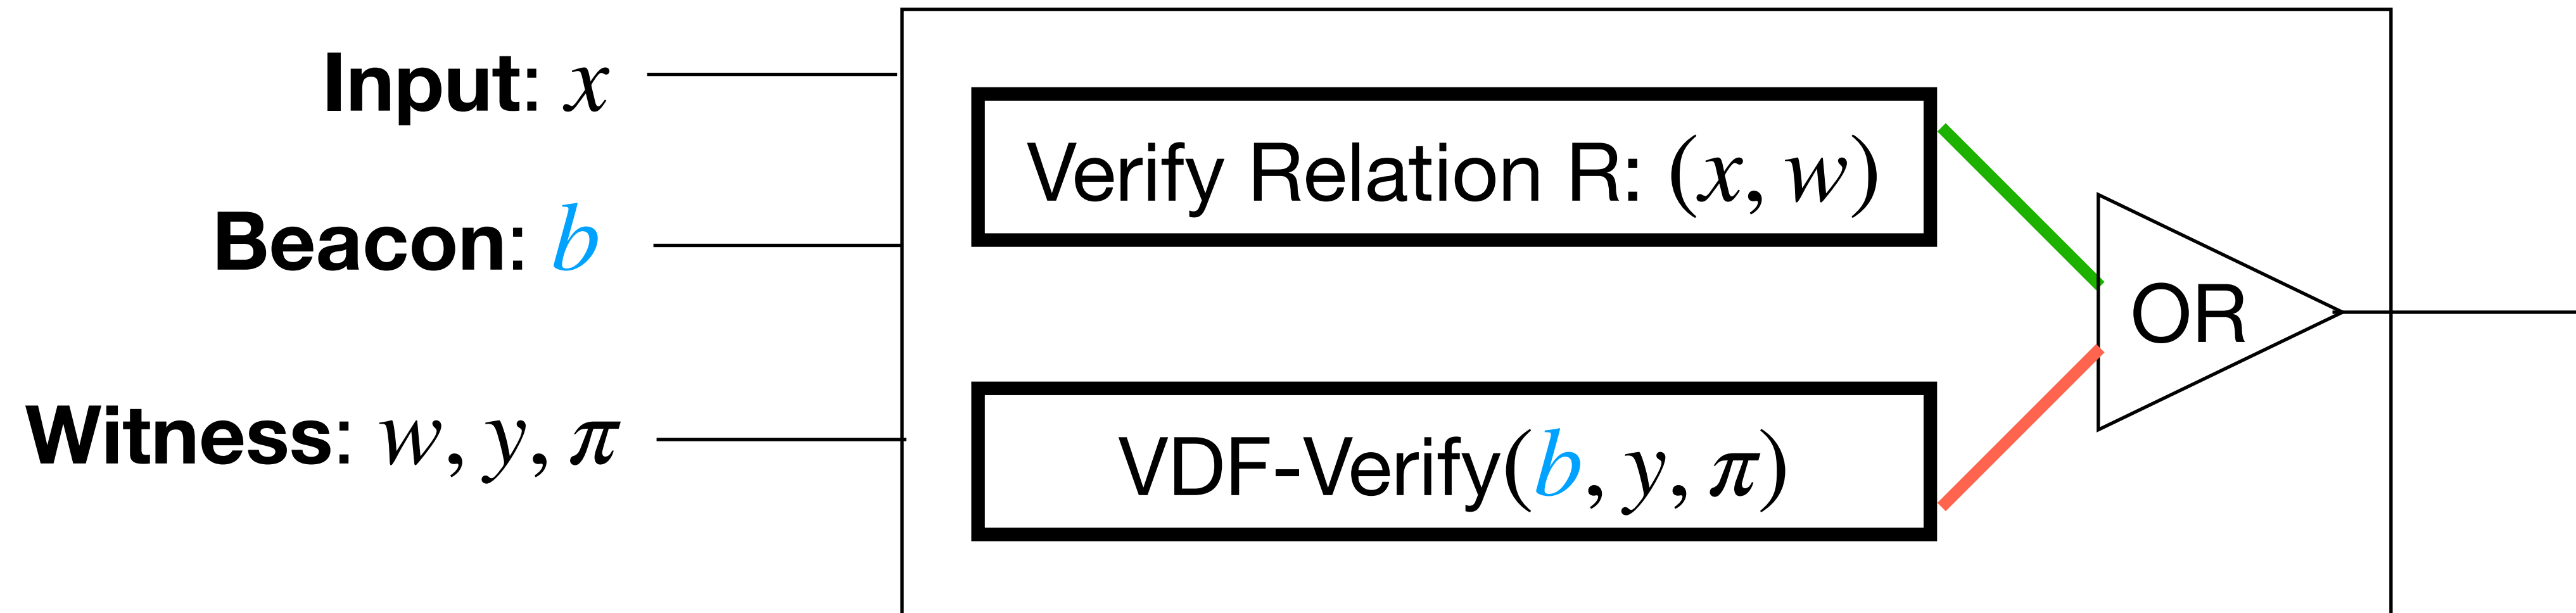 Input: x
Beacon: b
Witness: w, y, π
Verify Relation R: (x, w)
VDF-Verify(b, y, π)
OR